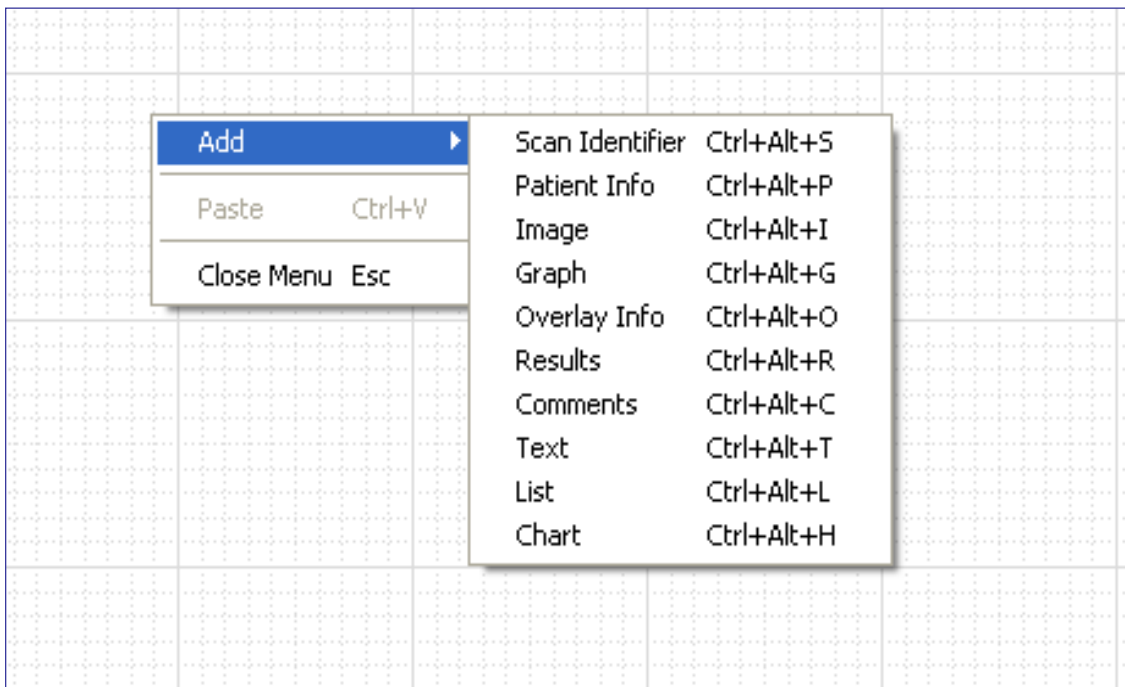 Add
Paste Ctrl+V
Close Menu Esc
Scan Identifier Ctrl+Alt+S
Patient Info Ctrl+Alt+P
Image Ctrl+Alt+I
Graph Ctrl+Alt+G
Overlay Info Ctrl+Alt+O
Results Ctrl+Alt+R
Comments Ctrl+Alt+C
Text Ctrl+Alt+T
List Ctrl+Alt+L
Chart Ctrl+Alt+H